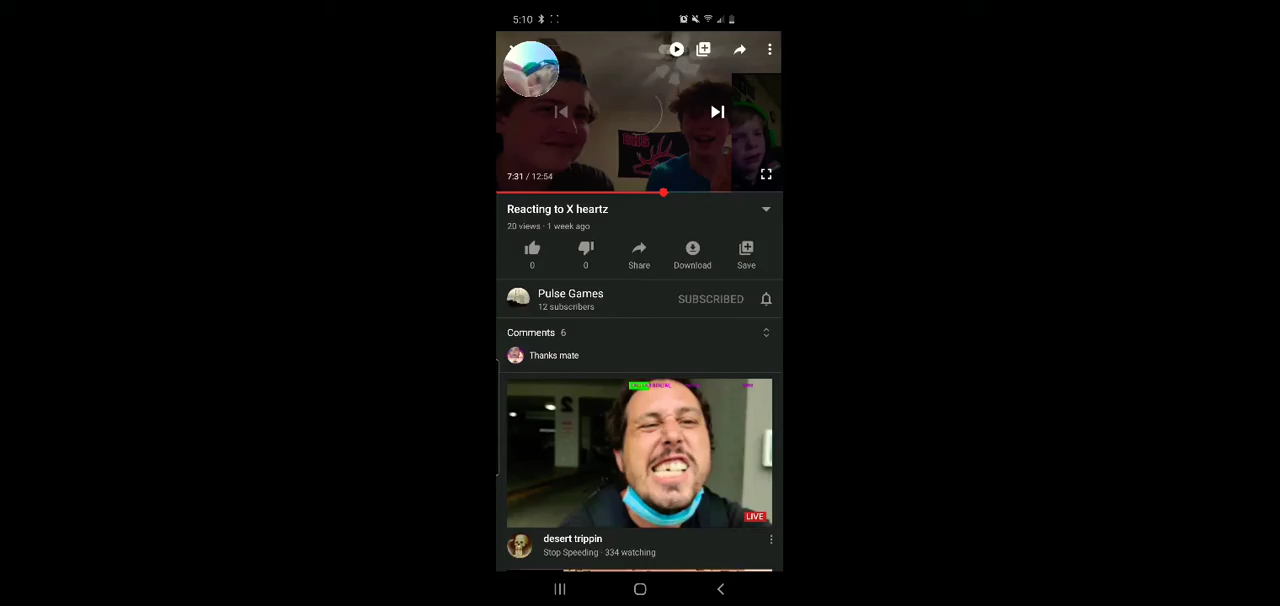 5:10
7:31 / 12:54
Reacting to X heartz
20 views · 1 week ago
0
0
Share
Download
Save
Pulse Games
12 subscribers
SUBSCRIBED
Comments 6
Thanks mate
LIVE
desert trippin
Stop Speeding · 334 watching